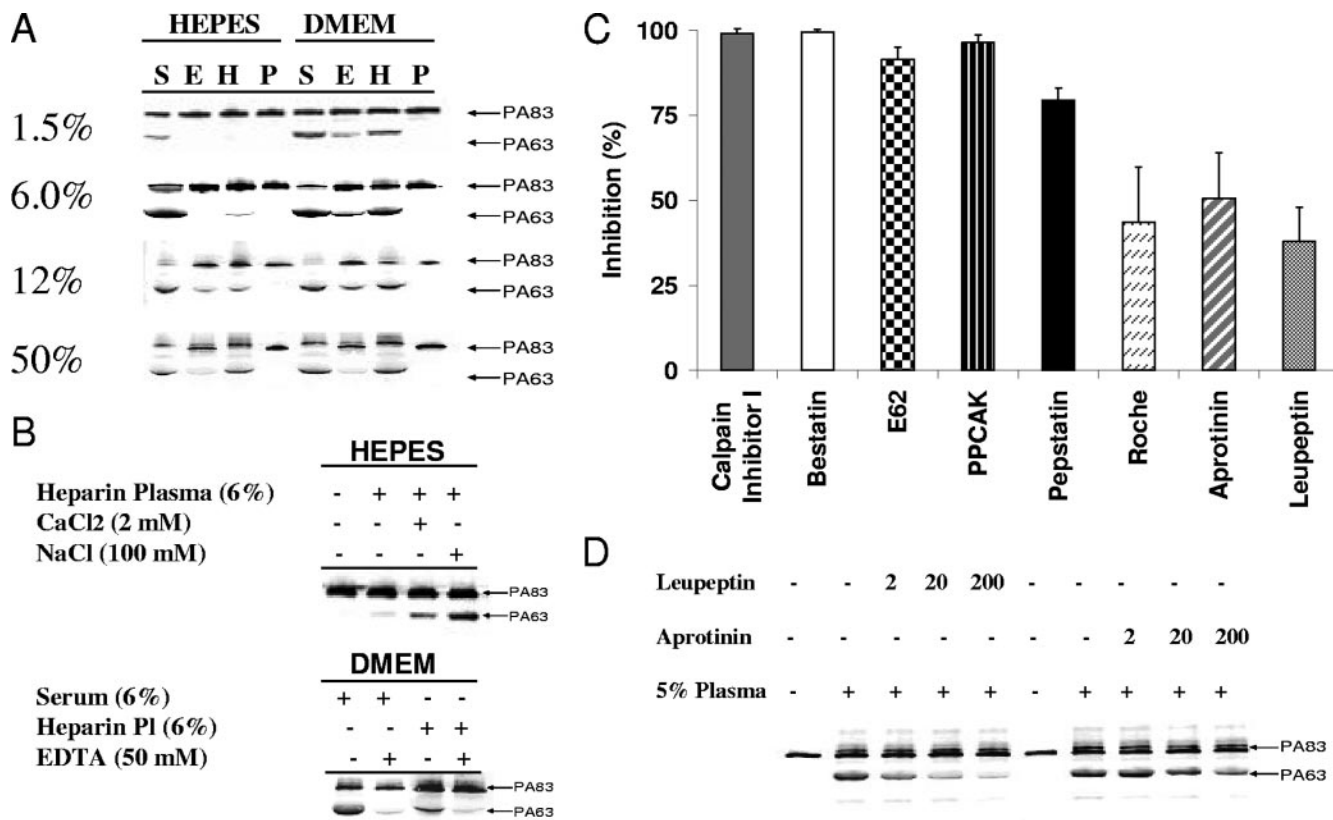 A
HEPES DMEM
S E H P S E H P
1.5%
PA83
PA63
6.0%
PA83
PA63
12%
PA83
PA63
50%
PA83
PA63
B
HEPES
Heparin Plasma (6%) - + + +
CaCl2 (2 mM) - - + -
NaCl (100 mM) - - - +
PA83
PA63
DMEM
Serum (6%) + + - -
Heparin Pl (6%) - - + +
EDTA (50 mM) - + - +
PA83
PA63
C
Inhibition (%)
100
75
50
25
0
Calpain
Inhibitor I
Bestatin
E62
PPCAK
Pepstatin
Roche
Aprotinin
Leupeptin
D
Leupeptin - - 2 20 200 - - - - -
Aprotinin - - - - - - - 2 20 200
5% Plasma - + + + + - + + + +
PA83
PA63